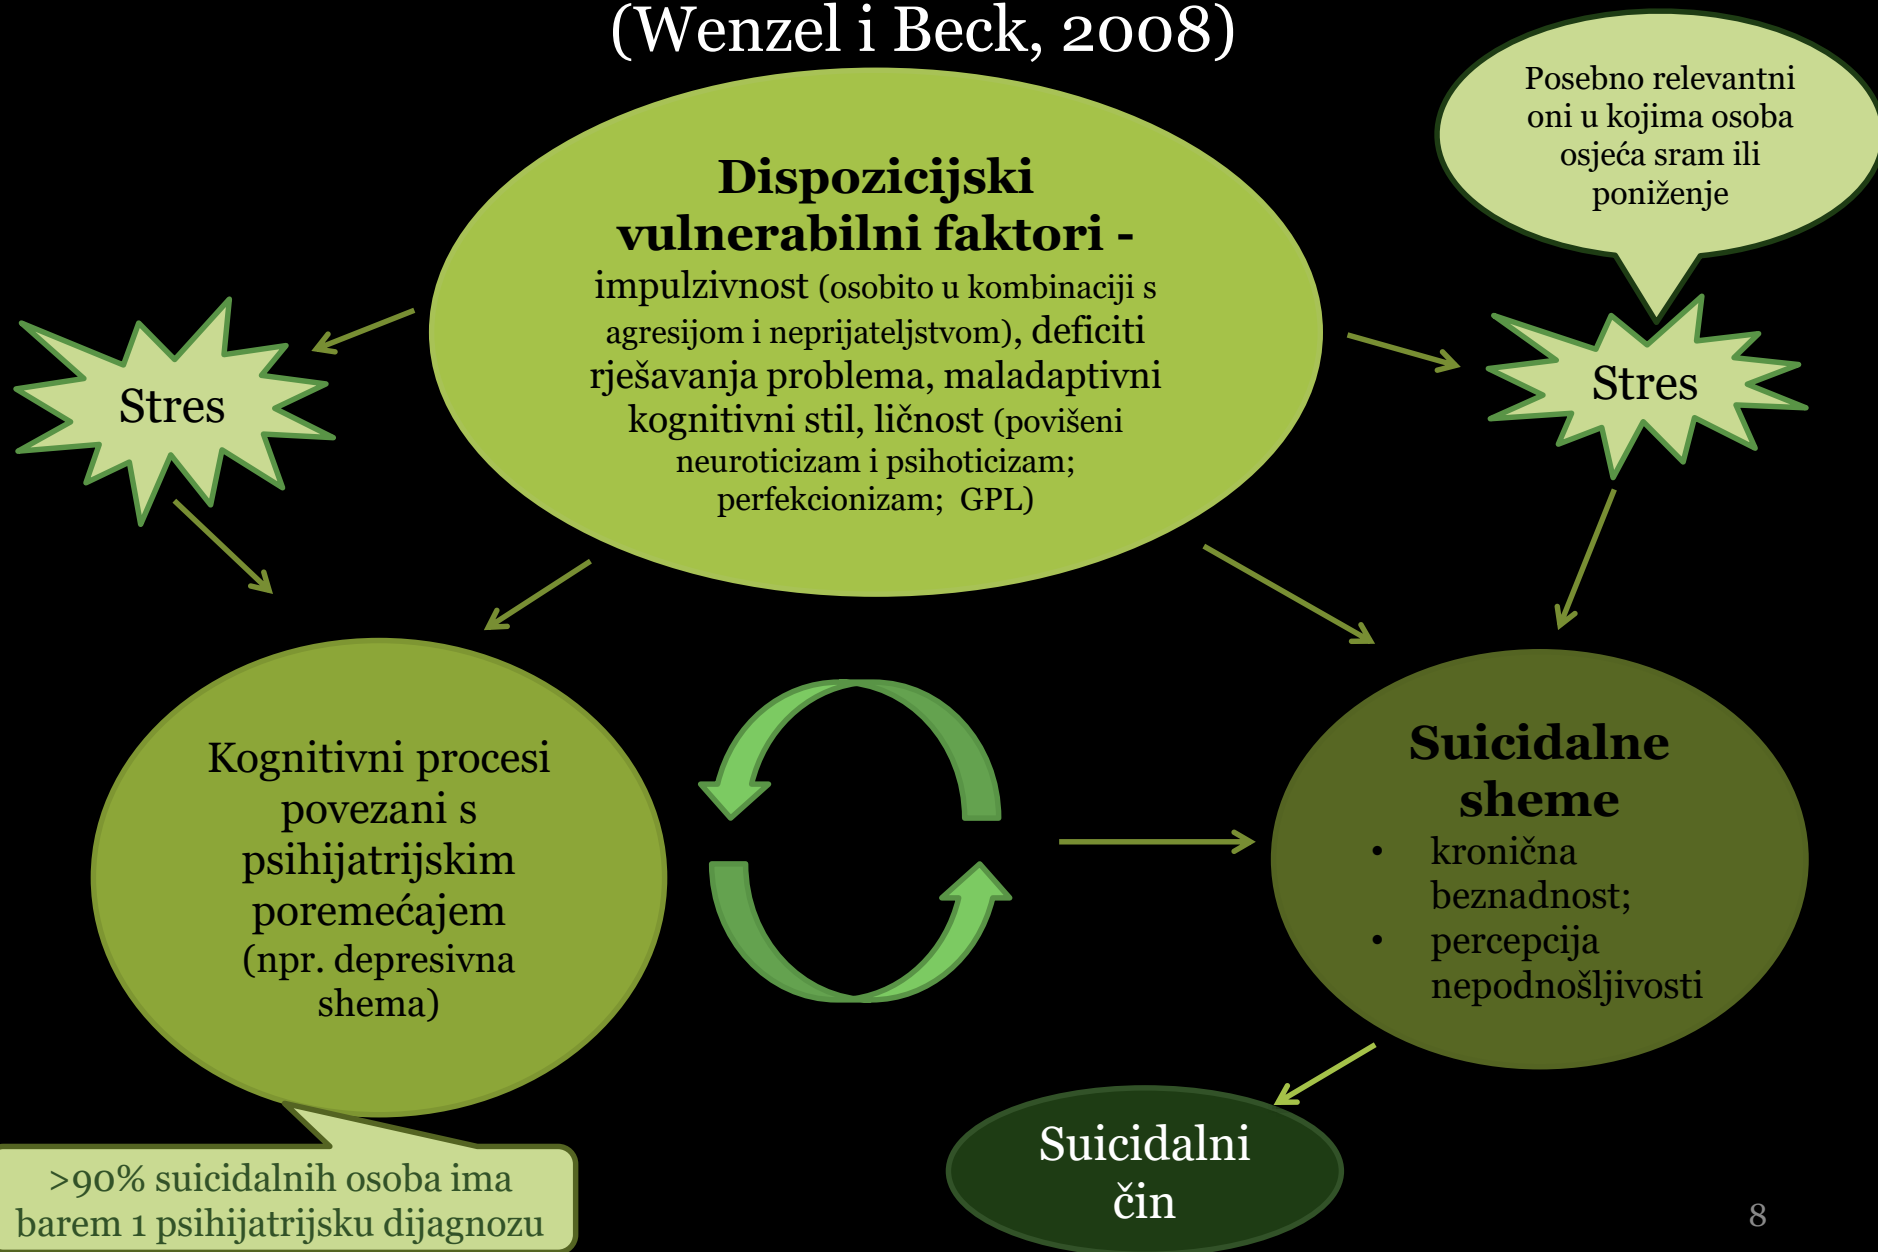 (Wenzel i Beck, 2008)
Posebno relevantni
oni u kojima osoba
osjeća sram ili
poniženje
Dispozicijski
vulnerabilni faktori -
impulzivnost (osobito u kombinaciji s
agresijom i neprijateljstvom), deficiti
rješavanja problema, maladaptivni
kognitivni stil, ličnost (povišeni
neuroticizam i psihoticizam;
perfekcionizam; GPL)
Stres
Stres
Kognitivni procesi
povezani s
psihijatrijskim
poremećajem
(npr. depresivna
shema)
Suicidalne
sheme
• kronična
beznadnost;
• percepcija
nepodnošljivosti
>90% suicidalnih osoba ima
barem 1 psihijatrijsku dijagnozu
Suicidalni
čin
8